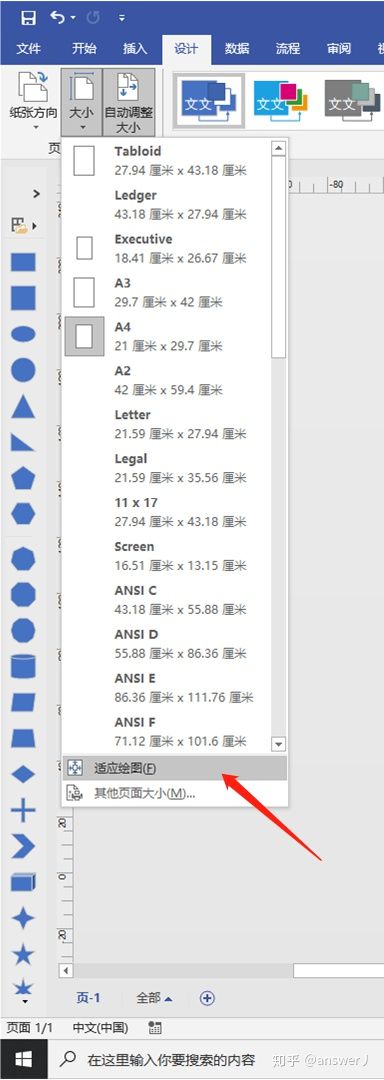 文件 开始 插入 设计 数据 流程 审阅
纸张方向 大小 自动调整
大小
文文 文文 文文
页
-80
Tabloid
27.94 厘米 x 43.18 厘米
Ledger
43.18 厘米 x 27.94 厘米
Executive
18.41 厘米 x 26.67 厘米
A3
29.7 厘米 x 42 厘米
A4
21 厘米 x 29.7 厘米
A2
42 厘米 x 59.4 厘米
Letter
21.59 厘米 x 27.94 厘米
Legal
21.59 厘米 x 35.56 厘米
11 x 17
27.94 厘米 x 43.18 厘米
Screen
16.51 厘米 x 13.15 厘米
ANSI C
43.18 厘米 x 55.88 厘米
ANSI D
55.88 厘米 x 86.36 厘米
ANSI E
86.36 厘米 x 111.76 厘米
ANSI F
71.12 厘米 x 101.6 厘米
适应绘图(F)
其他页面大小(M)...
20
0
-20
页-1 全部
页面 1/1 中文(中国)
在这里输入你要搜索的内容
知乎 @answer丿